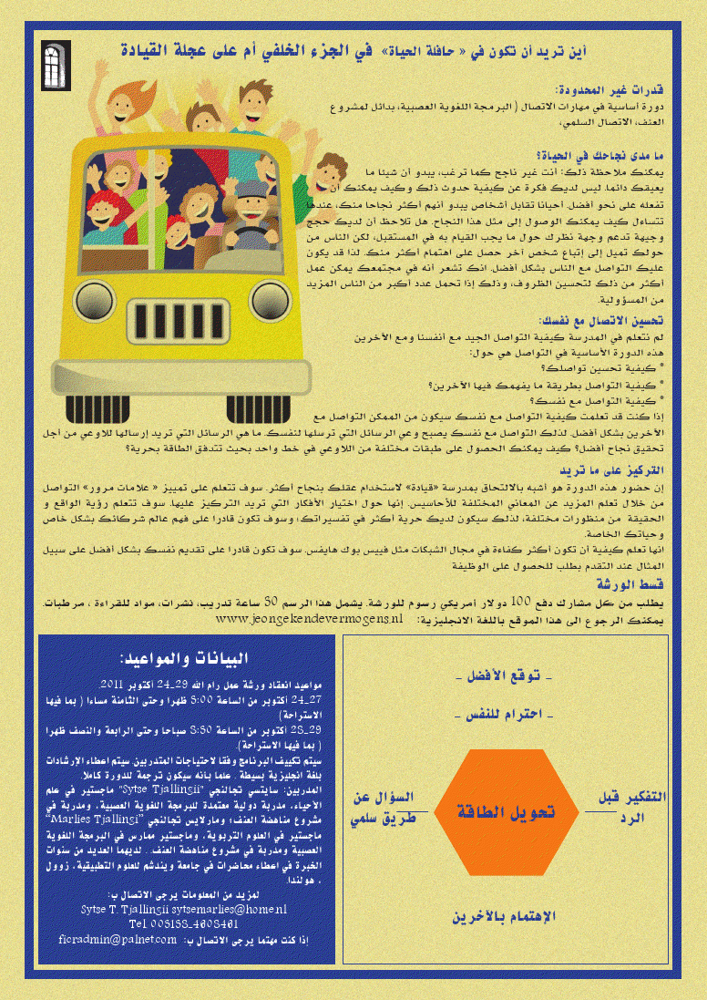 أين تريد أن تكون في « حافلة الحياة» في الجزء الخلفي أم على عجلة القيادة
قدرات غير المحدودة:
دورة أساسية في مهارات الاتصال ( البرمجة اللغوية العصبية، بدائل لمشروع
العنف، الاتصال السلمي،
ما مدى نجاحك في الحياة؟
يمكنك ملاحظة ذلك: أنت غير ناجح كما ترغب، يبدو أن شيئا ما
يعيقك دائما. ليس لديك فكرة عن كيفية حدوث ذلك وكيف يمكنك أن
تفعله على نحو أفضل. أحيانا تقابل أشخاص يبدو أنهم أكثر نجاحا منك، عندها
تتساءل كيف يمكنك الوصول إلى مثل هذا النجاح. هل تلاحظ أن لديك حجج
وجيهة تدعم وجهة نظرك حول ما يجب القيام به في المستقبل، لكن الناس من
حولك تميل إلى إتباع شخص آخر حصل على اهتمام أكثر منك. لذا قد يكون
عليك التواصل مع الناس بشكل أفضل. انك تشعر أنه في مجتمعك يمكن عمل
أكثر من ذلك لتحسين الظروف، وذلك إذا تحمل عدد أكبر من الناس المزيد
من المسؤولية.
تحسين الاتصال مع نفسك:
لم نتعلم في المدرسة كيفية التواصل الجيد مع أنفسنا ومع الآخرين
هذه الدورة الأساسية في التواصل هي حول:
* كيفية تحسين تواصلك؟
* كيفية التواصل بطريقة ما يفهمك فيها الآخرين؟
* كيفية التواصل مع نفسك؟
إذا كنت قد تعلمت كيفية التواصل مع نفسك سيكون من الممكن التواصل مع
الآخرين بشكل أفضل. لذلك التواصل مع نفسك يصبح وعي الرسائل التي ترسلها لنفسك. ما هي الرسائل التي تريد إرسالها للاوعي من أجل
تحقيق نجاح أفضل؟ كيف يمكنك الحصول على طبقات مختلفة من اللاوعي في خط واحد بحيث تتدفق الطاقة بحرية؟
التركيز على ما تريد
إن حضور هذه الدورة هو أشبه بالالتحاق بمدرسة «قيادة» لاستخدام عقلك بنجاح أكثر. سوف تتعلم على تمييز « علامات مرور» التواصل
من خلال تعلم المزيد عن المعاني المختلفة للأحاسيس. إنها حول اختيار الأفكار التي تريد التركيز عليها. سوف تتعلم رؤية الواقع و
الحقيقة من منظورات مختلفة، لذلك سيكون لديك حرية أكثر في تفسيراتك؛ وسوف تكون قادرا على فهم عالم شركائك بشكل خاص
وحياتك الخاصة.
انها تعلم كيفية أن تكون أكثر كفاءة في مجال الشبكات مثل فييس بوك هايفس. سوف تكون قادرا على تقديم نفسك بشكل أفضل على سبيل
المثال عند التقدم بطلب للحصول على الوظيفة
قسط الورشة
يطلب من كل مشارك دفع 100 دولار أمريكي رسوم للورشة. يشمل هذا الرسم 30 ساعة تدريب، نشرات، مواد للقراءة ، مرطبات.
يمكنك الرجوع الى هذا الموقع باللغة الانجليزية: www.jeongekendevermogens.nl
البيانات والمواعيد:
مواعيد انعقاد ورشة عمل رام الله 29_24 أكتوبر 2011.
27_24 أكتوبر من الساعة 3:00 ظهرا وحتى الثامنة مساءا ( بما فيها
الاستراحة)
29_28 أكتوبر من الساعة 8:30 صباحا وحتى الرابعة والنصف ظهرا
( بما فيها الاستراحة).
سيتم تكييف البرنامج وفقا لاحتياجات المتدربين. سيتم اعطاء الإرشادات
بلغة انجليزية بسيطة . علما بأنه سيكون ترجمة للدورة كاملا.
المدربين: سايتسي تجالنجي "Sytse Tjallingii" ماجستير في علم
الأحياء، مدربة دولية معتمدة للبرمجة اللغوية العصبية، ومدربة في
مشروع مناهضة العنف؛ ومارلايس تجالنجي "Marlies Tjallingi"
ماجستير في العلوم التربوية، وماجستير ممارس في البرمجة اللغوية
العصبية ومدربة في مشروع مناهضة العنف. . لديهما العديد من سنوات
الخبرة في اعطاء محاضرات في جامعة ويندشم للعلوم التطبيقية، زوول
، هولندا.
لمزيد من المعلومات يرجى الاتصال ب:
Sytse T. Tjallingii sytsemarlies@home.nl
Tel.
إذا كنت مهتما يرجى الاتصال ب: ficradmin@palnet.com
_ توقع الأفضل _
_ احترام للنفس _
التفكير قبل الرد
تحويل الطاقة
السؤال عن طريق سلمي
الإهتمام بالآخرين